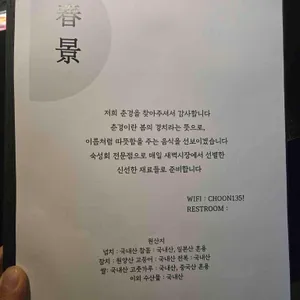 春
景
저희 춘경을 찾아주셔서 감사합니다
춘경이란 봄의 경치라는 뜻으로,
이름처럼 따뜻함을 주는 음식을 선보이겠습니다
숙성회 전문점으로 매일 새벽시장에서 선별한
신선한 재료들로 준비합니다
WIFI : CHOON135!
RESTROOM :
원산지
넙치 : 국내산 참돔 : 국내산, 일본산 혼용
참치 : 원양산 고등어 : 국내산 전복 : 국내산
쌀: 국내산 고춧가루 : 국내산, 중국산 혼용
이외 수산물 : 국내산